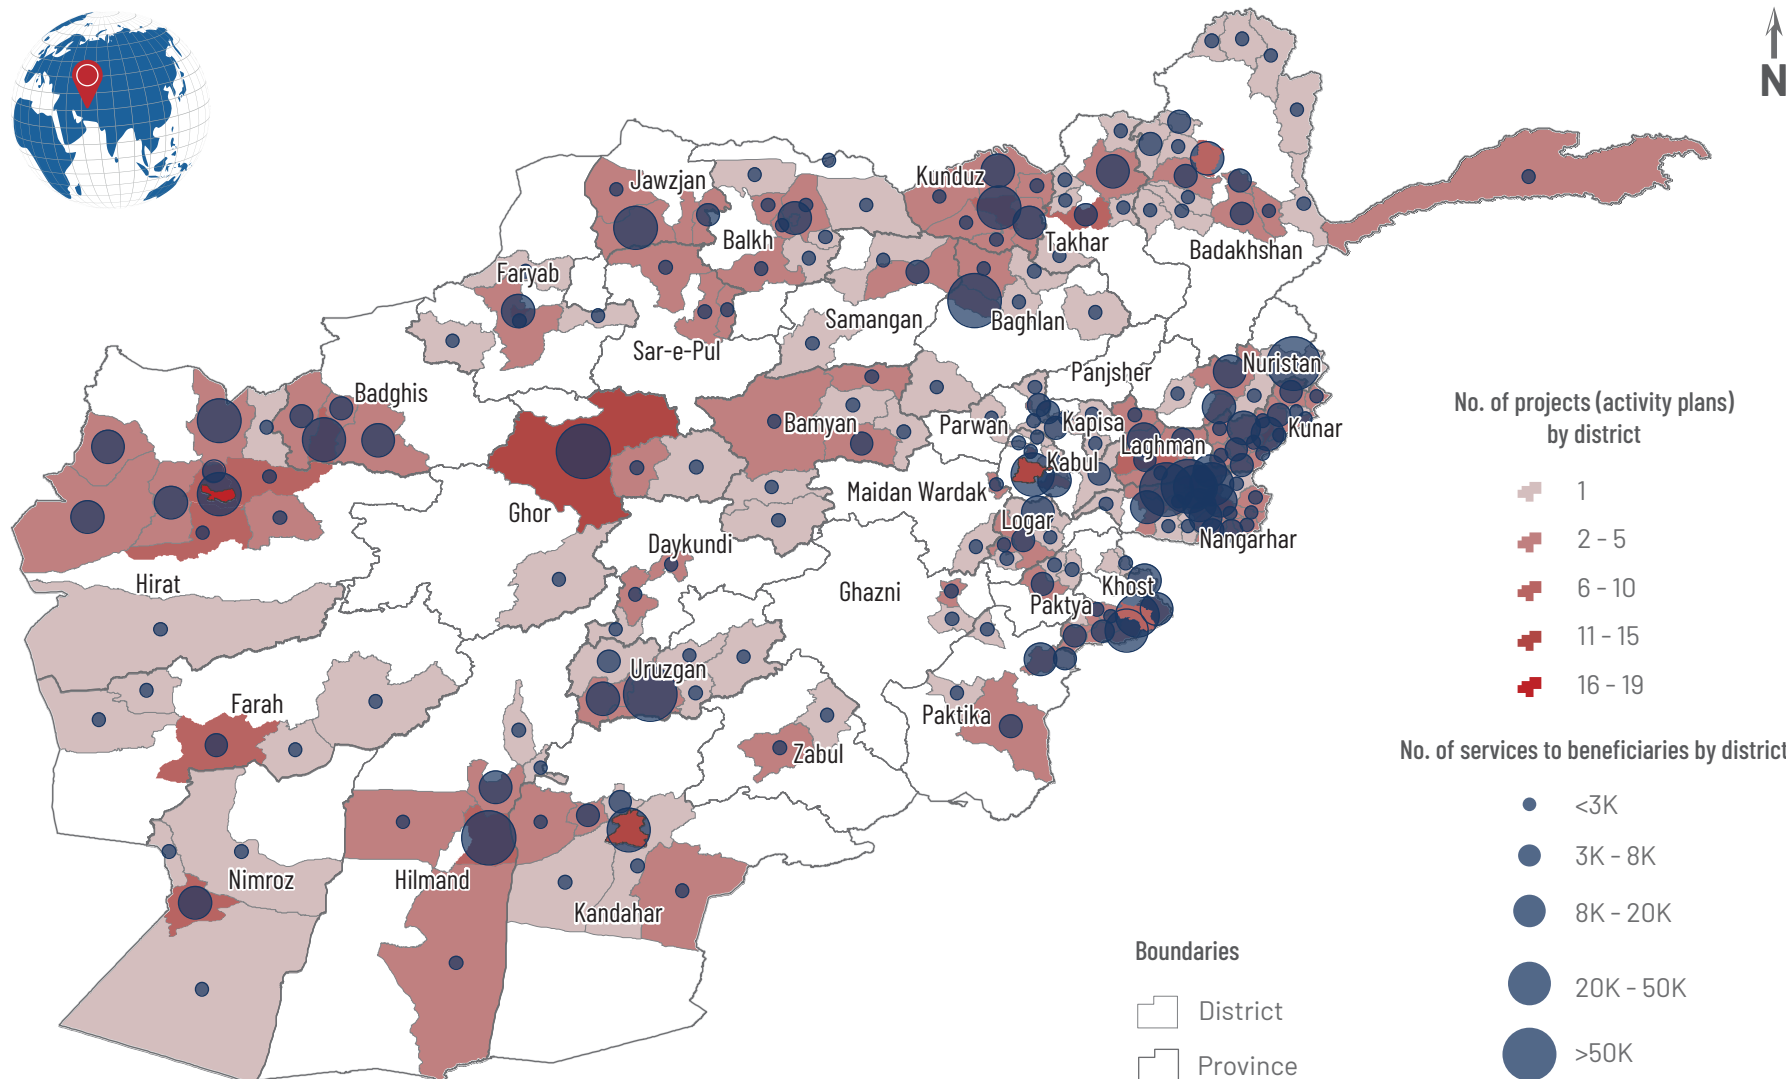 N
Jawzjan
Kunduz
Balkh
Takhar
Badakhshan
Faryab
Samangan
Baghlan
Sar-e-Pul
Panjsher
Nuristan
Badghis
Bamyan
Parwan
Kapisa
Kunar
Laghman
Kabul
Maidan Wardak
Ghor
Logar
Nangarhar
Daykundi
Hirat
Ghazni
Khost
Paktya
Uruzgan
Farah
Paktika
Zabul
Nimroz
Hilmand
Kandahar
No. of projects (activity plans)
by district
1
2 - 5
6 - 10
11 - 15
16 - 19
No. of services to beneficiaries by district
<3K
3K - 8K
8K - 20K
20K - 50K
>50K
Boundaries
District
Province